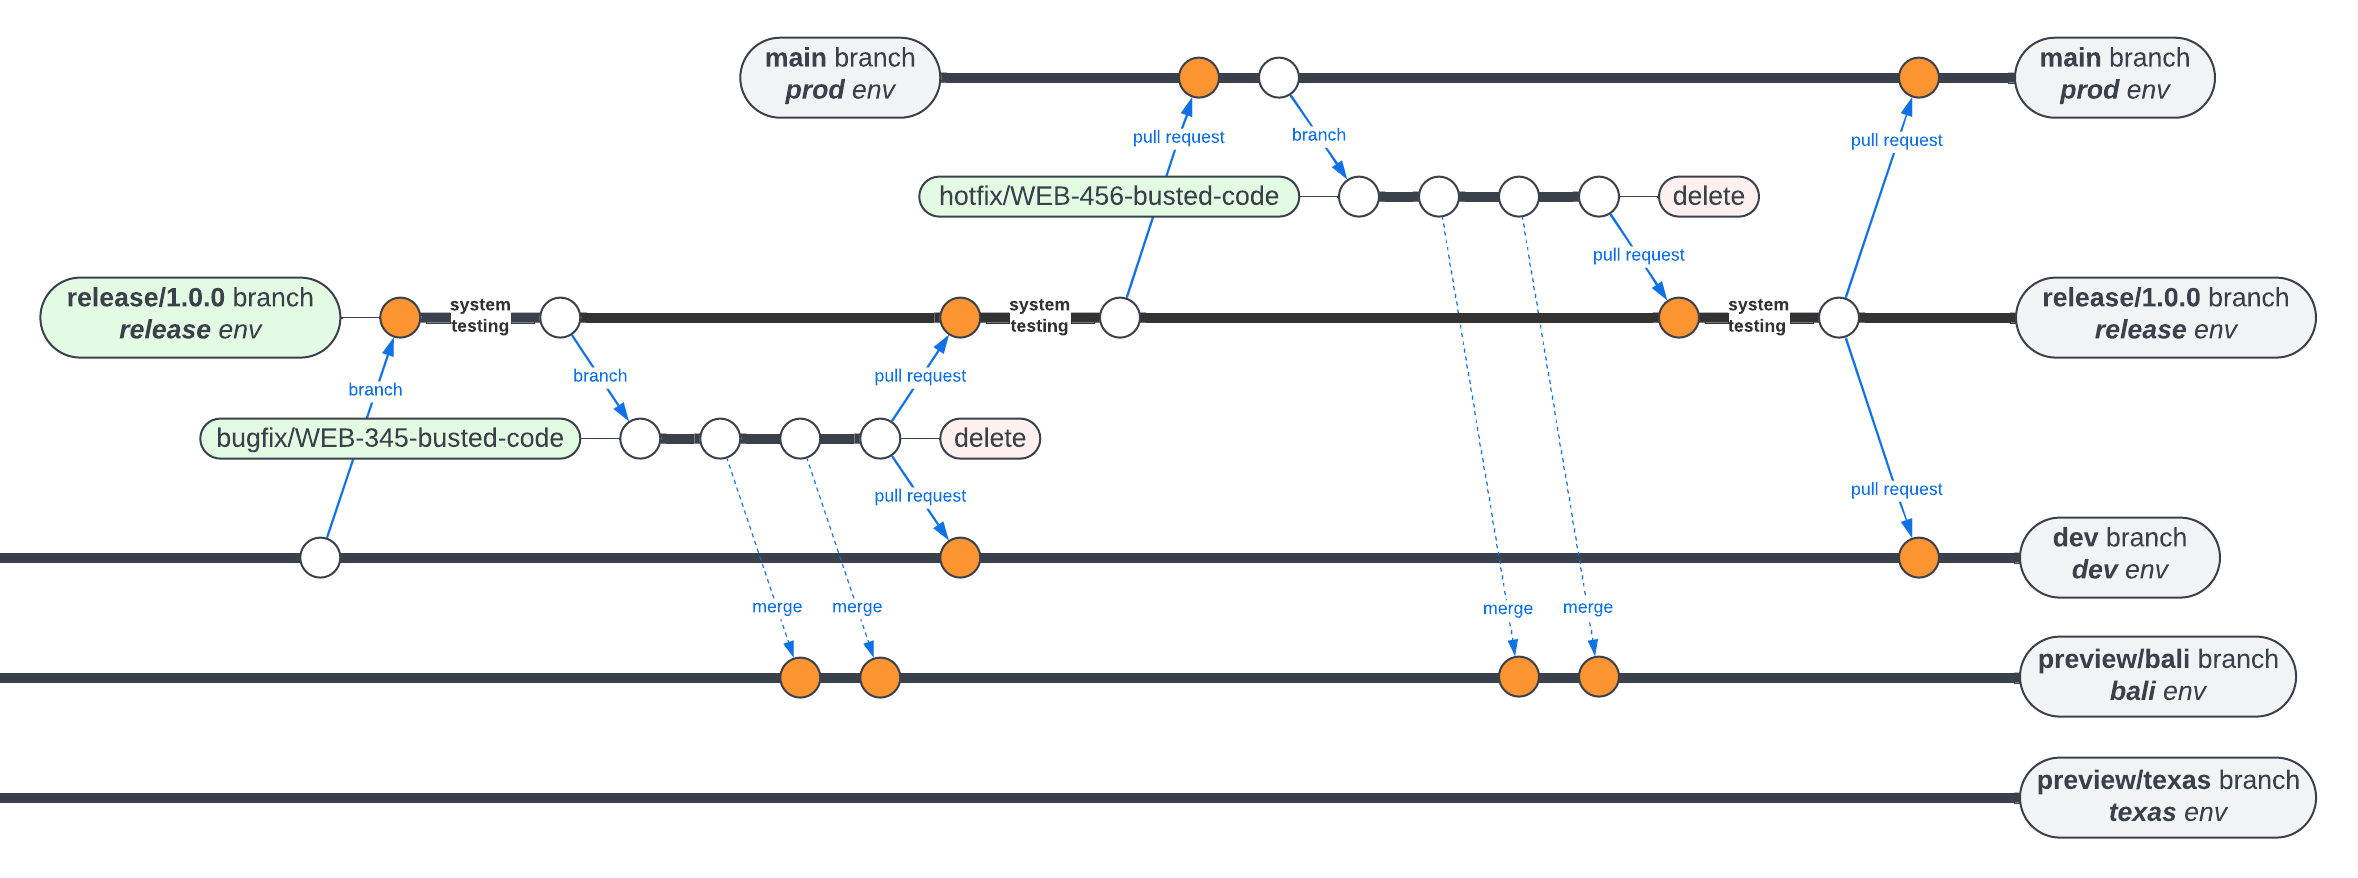 main branch
prod env
main branch
prod env
pull request
branch
pull request
hotfix/WEB-456-busted-code
delete
pull request
release/1.0.0 branch
release env
system
testing
system
testing
system
testing
release/1.0.0 branch
release env
branch
branch
pull request
bugfix/WEB-345-busted-code
delete
pull request
pull request
dev branch
dev env
merge
merge
merge
merge
preview/bali branch
bali env
preview/texas branch
texas env